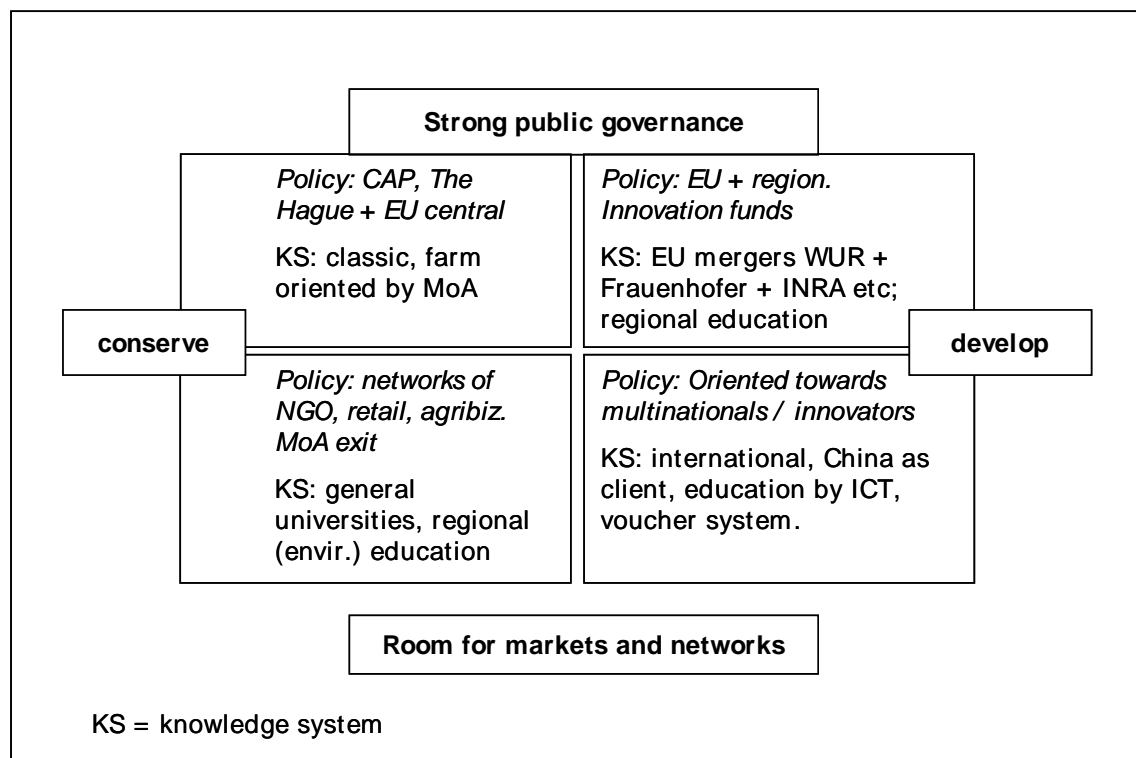 Strong public governance
Policy: CAP, The
Hague + EU central
KS: classic, farm
oriented by MoA
Policy: EU + region.
Innovation funds
KS: EU mergers WUR +
Frauenhofer + INRA etc;
regional education
conserve
develop
Policy: networks of
NGO, retail, agribiz.
MoA exit
KS: general
universities, regional
(envir.) education
Policy: Oriented towards
multinationals / innovators
KS: international, China as
client, education by ICT,
voucher system.
Room for markets and networks
KS = knowledge system